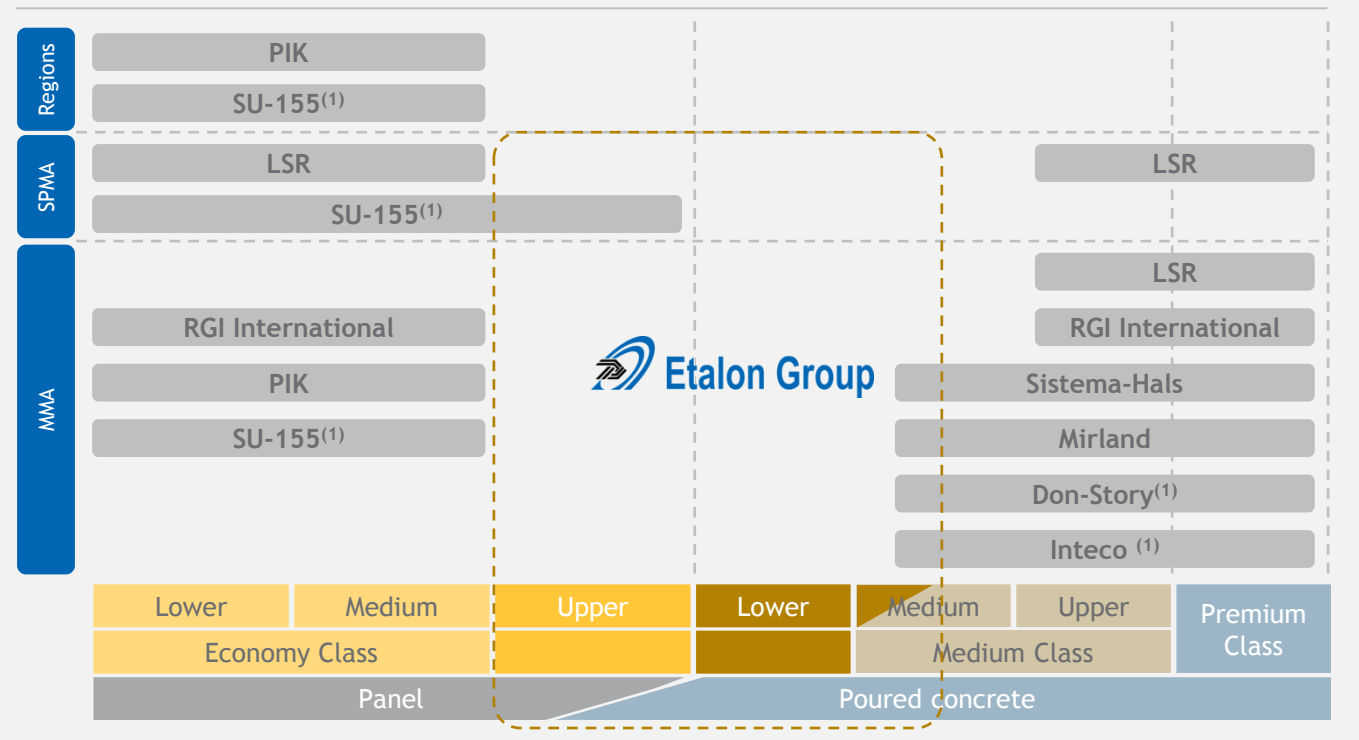 Regions
PIK
SU-155(1)
SPMA
LSR
LSR
SU-155(1)
MMA
LSR
RGI International
RGI International
Etalon Group
PIK
Sistema-Hals
SU-155(1)
Mirland
Don-Story(1)
Inteco (1)
Lower
Medium
Upper
Lower
Medium
Upper
Premium
Class
Economy Class
Medium Class
Panel
Poured concrete